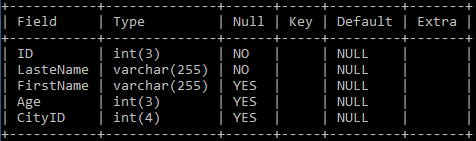 +-----------+--------------+------+-----+---------+-------+
| Field     | Type         | Null | Key | Default | Extra |
+-----------+--------------+------+-----+---------+-------+
| ID        | int(3)       | NO   |     | NULL    |       |
| LasteName | varchar(255) | NO   |     | NULL    |       |
| FirstName | varchar(255) | YES  |     | NULL    |       |
| Age       | int(3)       | YES  |     | NULL    |       |
| CityID    | int(4)       | YES  |     | NULL    |       |
+-----------+--------------+------+-----+---------+-------+